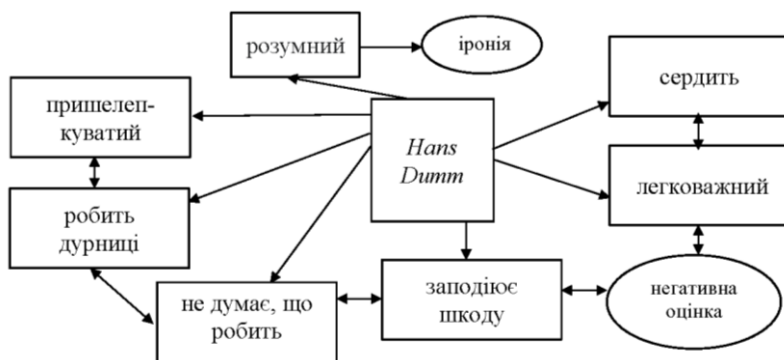 розумний
іронія
сердить
пришелеп-
куватий
Hans
Dumm
легковажний
робить
дурниці
не думає, що
робить
заподіює
шкоду
негативна
оцінка